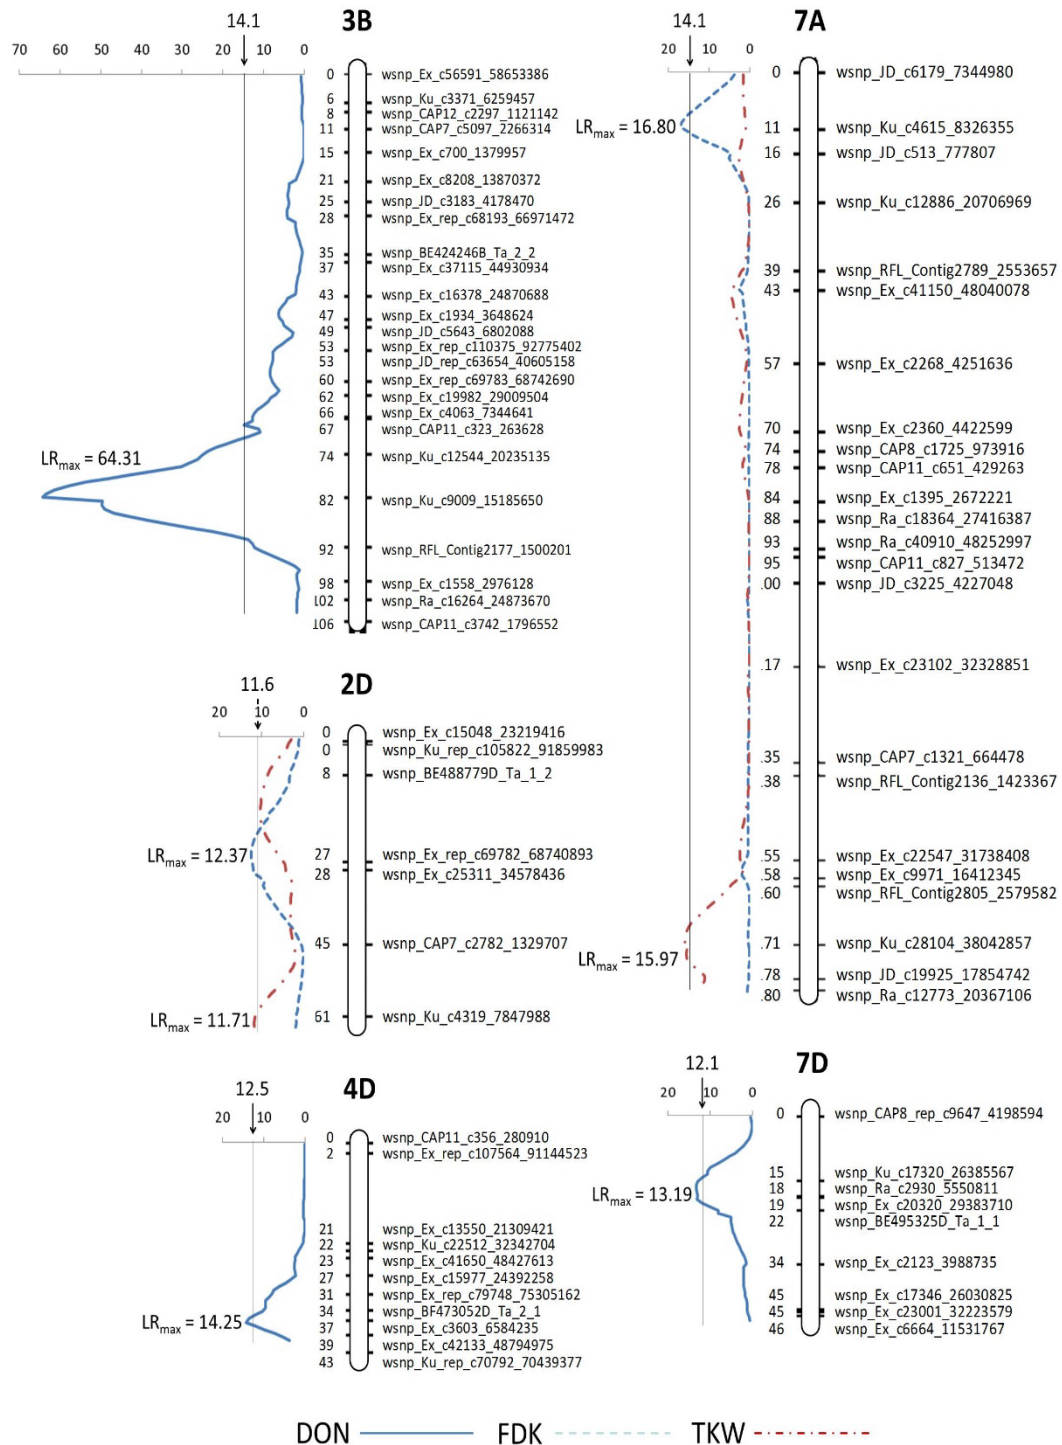 3B
14.1
70 60 50 40 30 20 10 0
LRmax = 64.31
0 wsnp_Ex_c56591_58653386
6 wsnp_Ku_c3371_6259457
8 wsnp_CAP12_c2297_1121142
11 wsnp_CAP7_c5097_2266314
15 wsnp_Ex_c700_1379957
21 wsnp_Ex_c8208_13870372
25 wsnp_JD_c3183_4178470
28 wsnp_Ex_rep_c68193_66971472
35 wsnp_BE424246B_Ta_2_2
37 wsnp_Ex_c37115_44930934
43 wsnp_Ex_c16378_24870688
47 wsnp_Ex_c1934_3648624
49 wsnp_JD_c5643_6802088
53 wsnp_Ex_rep_c110375_92775402
53 wsnp_JD_rep_c63654_40605158
60 wsnp_Ex_rep_c69783_68742690
62 wsnp_Ex_c19982_29009504
66 wsnp_Ex_c4063_7344641
67 wsnp_CAP11_c323_263628
74 wsnp_Ku_c12544_20235135
82 wsnp_Ku_c9009_15185650
92 wsnp_RFL_Contig2177_1500201
98 wsnp_Ex_c1558_2976128
102 wsnp_Ra_c16264_24873670
106 wsnp_CAP11_c3742_1796552
2D
11.6
20 10 0
LRmax = 12.37
LRmax = 11.71
0 wsnp_Ex_c15048_23219416
0 wsnp_Ku_rep_c105822_91859983
8 wsnp_BE488779D_Ta_1_2
27 wsnp_Ex_rep_c69782_68740893
28 wsnp_Ex_c25311_34578436
45 wsnp_CAP7_c2782_1329707
61 wsnp_Ku_c4319_7847988
4D
12.5
20 10 0
LRmax = 14.25
0 wsnp_CAP11_c356_280910
2 wsnp_Ex_rep_c107564_91144523
21 wsnp_Ex_c13550_21309421
22 wsnp_Ku_c22512_32342704
23 wsnp_Ex_c41650_48427613
27 wsnp_Ex_c15977_24392258
31 wsnp_Ex_rep_c79748_75305162
34 wsnp_BF473052D_Ta_2_1
37 wsnp_Ex_c3603_6584235
39 wsnp_Ex_c42133_48794975
43 wsnp_Ku_rep_c70792_70439377
7A
14.1
20 10 0
LRmax = 16.80
LRmax = 15.97
0 wsnp_JD_c6179_7344980
11 wsnp_Ku_c4615_8326355
16 wsnp_JD_c513_777807
26 wsnp_Ku_c12886_20706969
39 wsnp_RFL_Contig2789_2553657
43 wsnp_Ex_c41150_48040078
57 wsnp_Ex_c2268_4251636
70 wsnp_Ex_c2360_4422599
74 wsnp_CAP8_c1725_973916
78 wsnp_CAP11_c651_429263
84 wsnp_Ex_c1395_2672221
88 wsnp_Ra_c18364_27416387
93 wsnp_Ra_c40910_48252997
95 wsnp_CAP11_c827_513472
.00 wsnp_JD_c3225_4227048
.17 wsnp_Ex_c23102_32328851
.35 wsnp_CAP7_c1321_664478
.38 wsnp_RFL_Contig2136_1423367
.55 wsnp_Ex_c22547_31738408
.58 wsnp_Ex_c9971_16412345
.60 wsnp_RFL_Contig2805_2579582
.71 wsnp_Ku_c28104_38042857
.78 wsnp_JD_c19925_17854742
.80 wsnp_Ra_c12773_20367106
7D
12.1
20 10 0
LRmax = 13.19
0 wsnp_CAP8_rep_c9647_4198594
15 wsnp_Ku_c17320_26385567
18 wsnp_Ra_c2930_5550811
19 wsnp_Ex_c20320_29383710
22 wsnp_BE495325D_Ta_1_1
34 wsnp_Ex_c2123_3988735
45 wsnp_Ex_c17346_26030825
45 wsnp_Ex_c23001_32223579
46 wsnp_Ex_c6664_11531767
DON FDK TKW